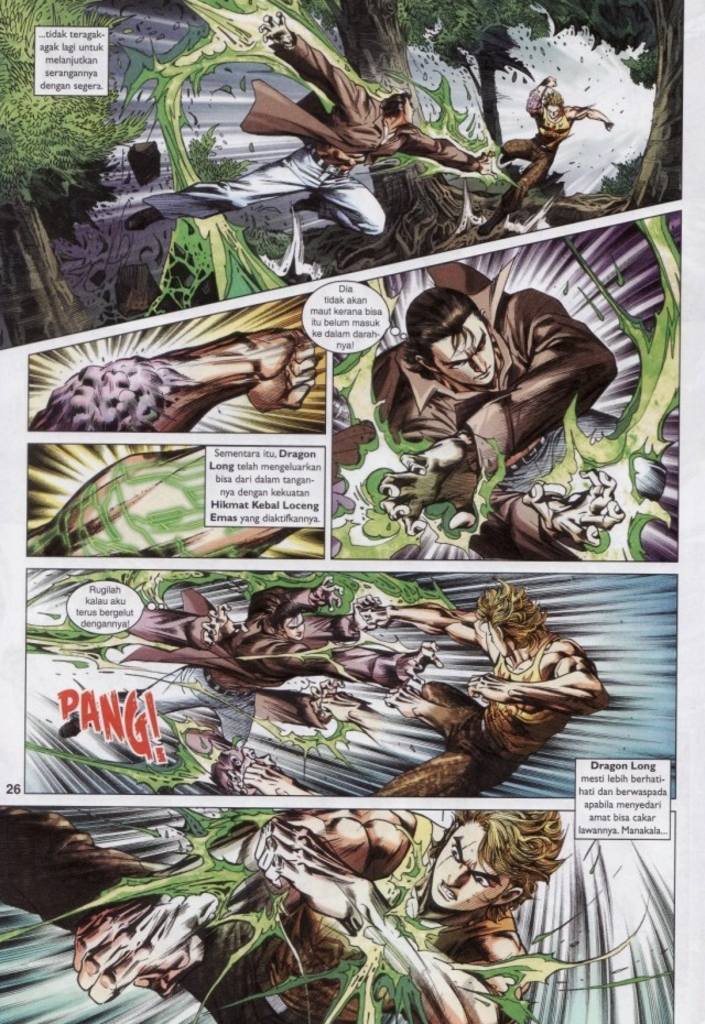 ...tidak teragak-
agak lagi untuk
melanjutkan
serangannya
dengan segera.
Dia
tidak akan
maut kerana bisa
itu belum masuk
ke dalam darah-
nya!
Sementara itu, Dragon
Long telah mengeluarkan
bisa dari dalam tangan-
nya dengan kekuatan
Hikmat Kebal Loceng
Emas yang diaktifkannya.
Rugilah
kalau aku
terus bergelut
dengannya!
PANG!
Dragon Long
mesti lebih berhati-
hati dan berwaspada
apabila menyedari
amat bisa cakar
lawannya. Manakala...
26